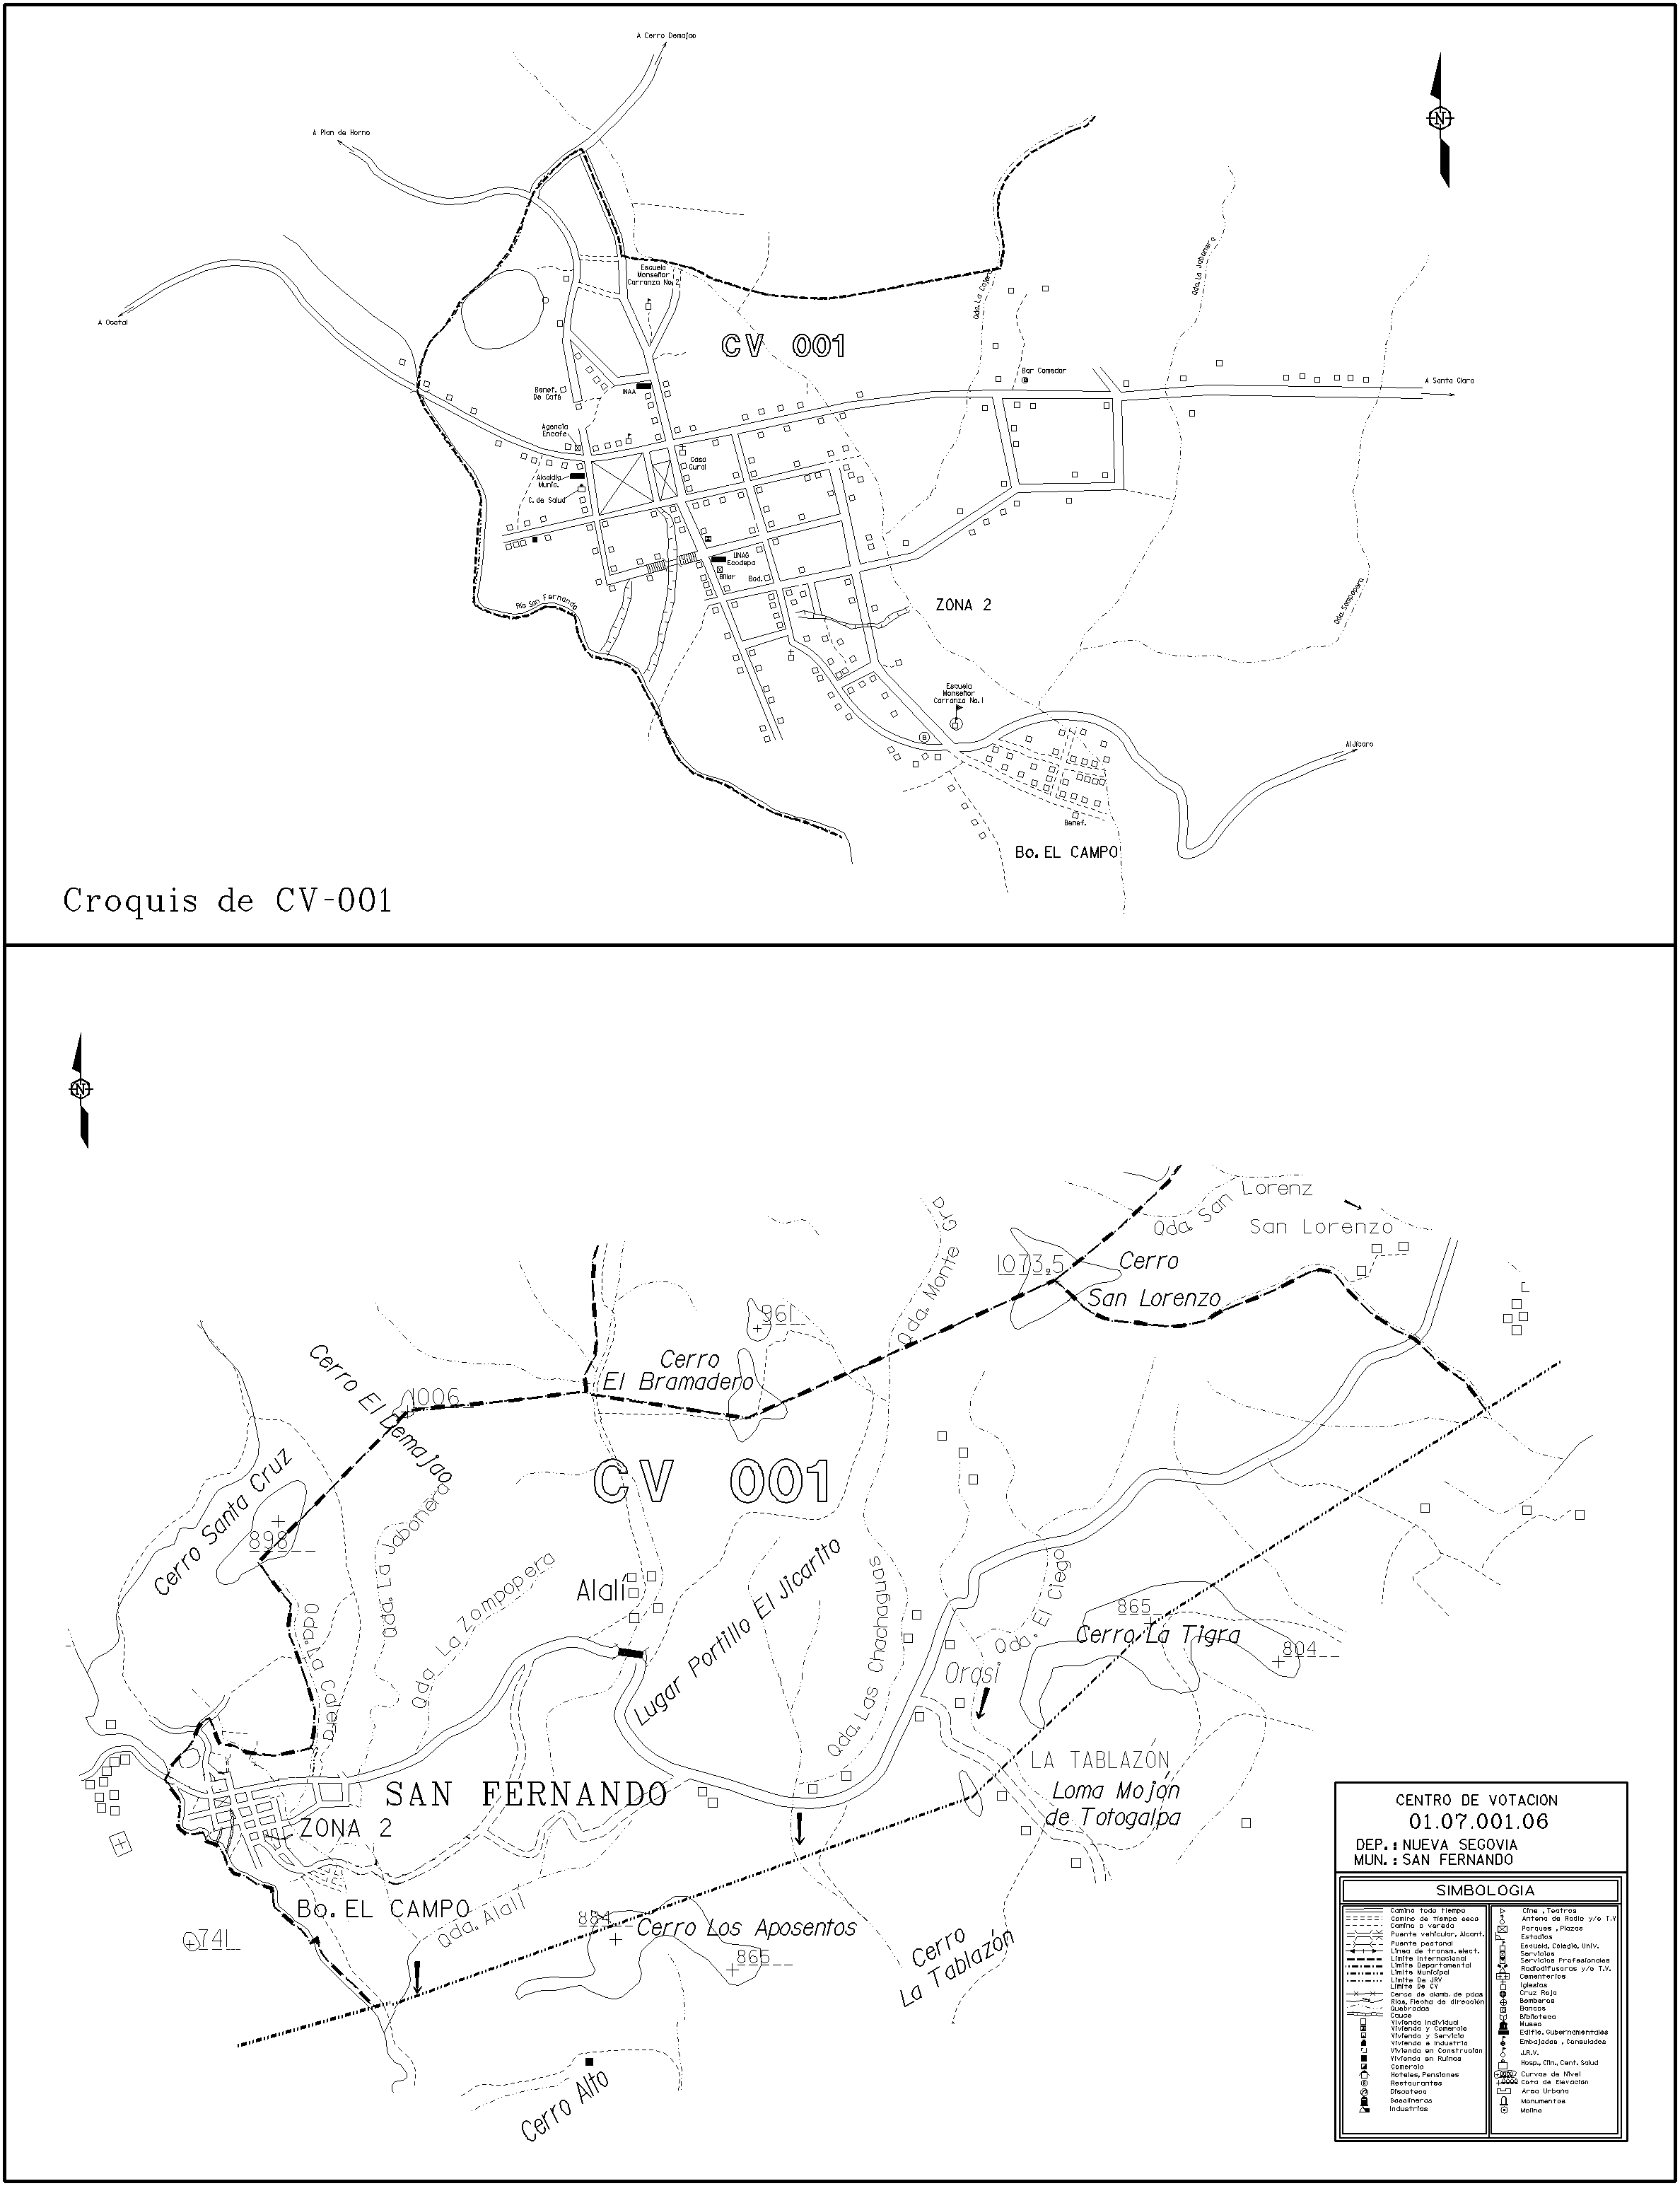 A Cerro Demajao
A Plan de Horno
A Ocotal
Escuela
Monseñor
Carranza No. 2
CV 001
Qda. La Jabonera
Bar Comedor
A Santa Clara
INAA
Benef.
De Café
Agencia
Encafe
Casa
Cural
Alcaldía
Munic.
C. de Salud
UNAG
Ecodepa
Billar
Bod.
Río San Fernando
ZONA 2
Escuela
Monseñor
Carranza No. 1
B
Al Jícaro
Benef.
Bo. EL CAMPO
Croquis de CV-001
N
N
Qda. San Lorenz
San Lorenzo
Qda. Monte Gra
1073.5
Cerro
San Lorenzo
961
Cerro
El Bramadero
Cerro El Demajao
1006
CV 001
Cerro Santa Cruz
898
Qda. La Jabonera
Qda La Zompopera
Alalí
Lugar Portillo El Jicarito
Qda. Las Chachaguas
Qda. El Ciego
865
Cerro La Tigra
804
Orosi
Qda. La Calera
SAN FERNANDO
ZONA 2
LA TABLAZÓN
Loma Mojón
de Totogalpa
Bo. EL CAMPO
Qda. Alalí
741
884
Cerro Los Aposentos
865
Cerro
La Tablazón
Cerro Alto
CENTRO DE VOTACION
01.07.001.06
DEP.: NUEVA SEGOVIA
MUN.: SAN FERNANDO
SIMBOLOGIA
Camino todo tiempo
Camino de tiempo seco
Camino o vereda
Puente vehicular, Alcant.
Puente peatonal
Línea de transm. elect.
Límite Internacional
Límite Departamental
Límite Municipal
Límite De JRV
Límite De CV
Cerca de alamb. de púas
Ríos, Flecha de dirección
Quebradas
Cauce
Vivienda Individual
Vivienda y Comercio
Vivienda y Servicio
Vivienda e Industria
Vivienda en Construcción
Vivienda en Ruinas
Comercio
Hoteles, Pensiones
Restaurantes
Discoteca
Gasolineras
Industrias
Cine, Teatros
Antena de Radio y/o T.V
Parques, Plazas
Estadios
Escuela, Colegio, Univ.
Servicios
Servicios Profesionales
Radiodifusoras y/o T.V.
Cementerios
Iglesias
Cruz Roja
Bomberos
Bancos
Biblioteca
Museo
Edific. Gubernamentales
Embajadas, Consulados
J.R.V.
Hosp., Clin., Cent. Salud
Curvas de Nivel
Cota de Elevación
Area Urbana
Monumentos
Molino